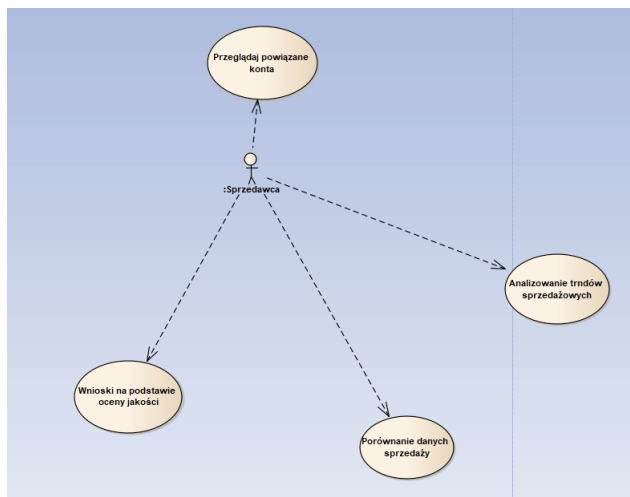 Przeglądaj powiązane
konta
:Sprzedawca
Analizowanie trndów
sprzedażowych
Wnioski na podstawie
oceny jakości
Porównanie danych
sprzedaży